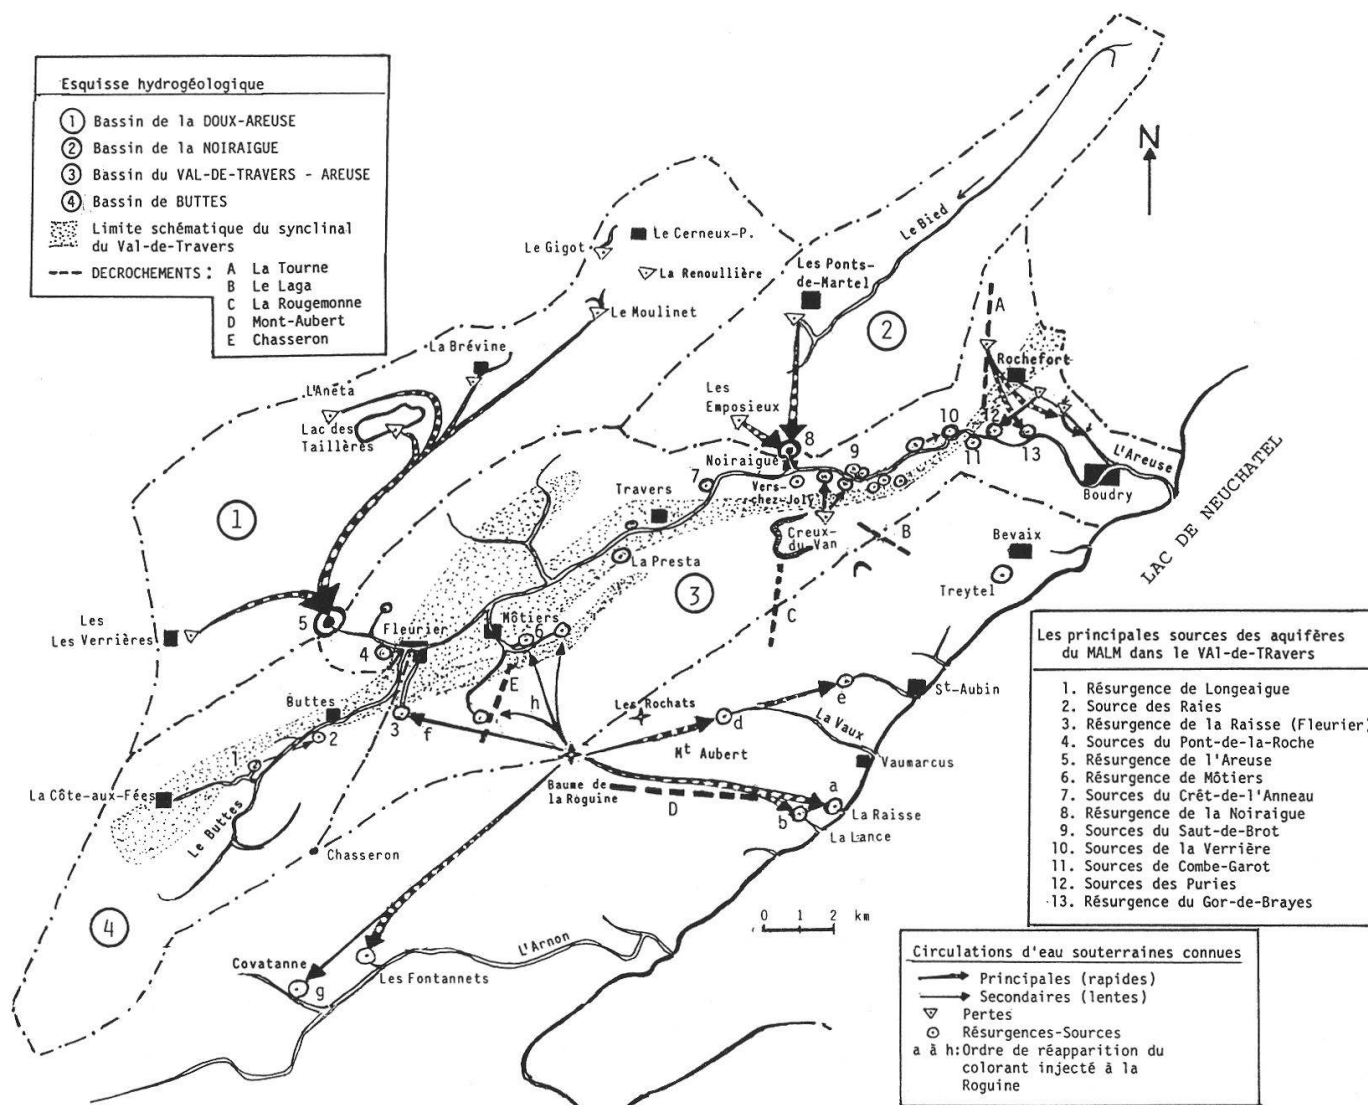 Esquisse hydrogéologique
1 Bassin de la DOUX-AREUSE
2 Bassin de la NOIRAIGUE
3 Bassin du VAL-DE-TRAVERS - AREUSE
4 Bassin de BUTTES
Limite schématique du synclinal
du Val-de-Travers
DECROCHEMENTS :
A La Tourne
B Le Laga
C La Rougemonne
D Mont-Aubert
E Chasseron
N
Le Gigot
Le Cerneux-P.
La Renoullière
Le Moulinet
Les Ponts-
de-Martel
Le Bied
2
A
Rochefort
La Brévine
L'Anéta
Lac des
Taillères
Les
Emposieux
8
Noiraigue
9
10
11
12
13
L'Areuse
Boudry
LAC DE NEUCHATEL
1
7
Travers
Vers-
chez-Joly
Creux-
du-Van
B
Bevaix
Treytel
La Presta
3
C
Les
Les Verrières
5
4
Fleurier
Môtiers
6
E
h
Buttes
3
f
1
2
Les Rochats
d
e
St-Aubin
La Vaux
Mt Aubert
Vaumarcus
La Côte-aux-Fées
Le Buttes
Baume de
la Roguine
D
a
b
La Raisse
La Lance
Chasseron
4
0 1 2 km
Covatanne
g
L'Arnon
Les Fontannets
Les principales sources des aquifères
du MALM dans le VAl-de-TRavers
1. Résurgence de Longeaigue
2. Source des Raies
3. Résurgence de la Raisse (Fleurier)
4. Sources du Pont-de-la-Roche
5. Résurgence de l'Areuse
6. Résurgence de Môtiers
7. Sources du Crêt-de-l'Anneau
8. Résurgence de la Noiraigue
9. Sources du Saut-de-Brot
10. Sources de la Verrière
11. Sources de Combe-Garot
12. Sources des Puries
13. Résurgence du Gor-de-Brayes
Circulations d'eau souterraines connues
Principales (rapides)
Secondaires (lentes)
Pertes
Résurgences-Sources
a à h:Ordre de réapparition du
colorant injecté à la
Roguine